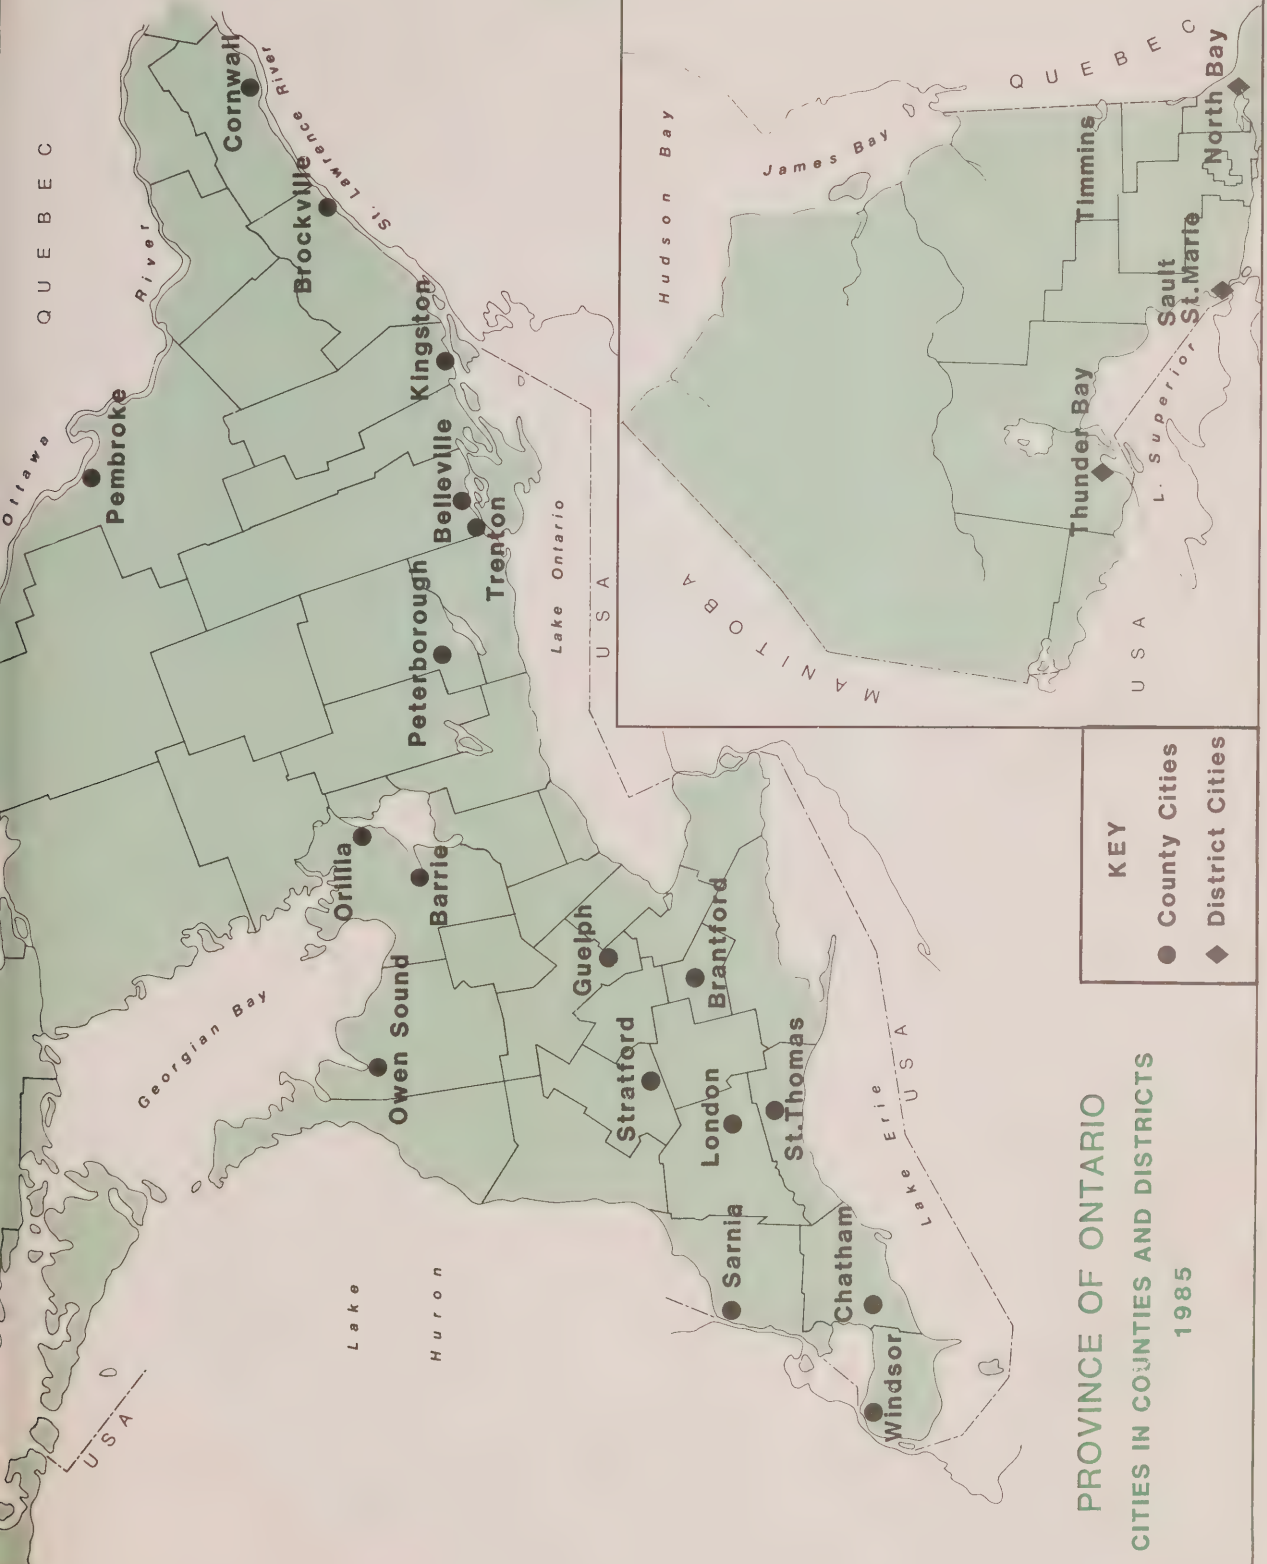 PROVINCE OF ONTARIO
CITIES IN COUNTIES AND DISTRICTS
1985
KEY
County Cities
District Cities
QUEBEC
Ottawa
River
Pembroke
Cornwall
St. Lawrence River
Brockville
Kingston
Belleville
Trenton
Peterborough
Lake Ontario
USA
Orillia
Barrie
Georgian Bay
Owen Sound
Guelph
Brantford
Stratford
London
St.Thomas
Sarnia
Chatham
Windsor
Lake Erie
USA
Lake
Huron
USA
Hudson Bay
James Bay
QUEBEC
MANITOBA
Timmins
North Bay
Sault
St.Marie
Thunder Bay
L. Superior
USA